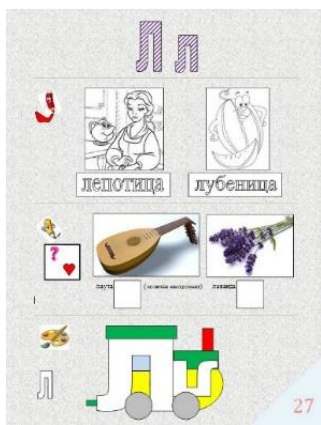 Л л
лепотица
лубеница
лаута (музички инструмент) лаванда
Л
27